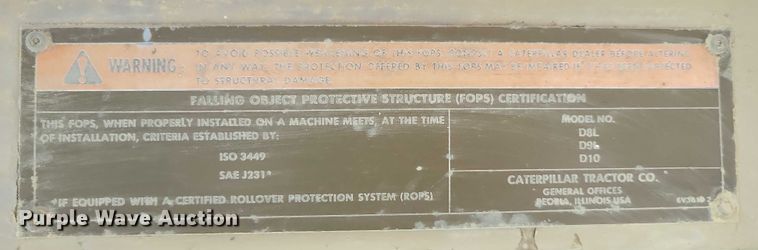 WARNING
TO AVOID POSSIBLE WEAKENING OF THIS FOPS, CONSULT A CATERPILLAR DEALER BEFORE ALTERING
IN ANY WAY. THE PROTECTION OFFERED BY THIS FOPS MAY BE IMPAIRED IF IT HAS BEEN SUBJECTED
TO STRUCTURAL DAMAGE.
FALLING OBJECT PROTECTIVE STRUCTURE (FOPS) CERTIFICATION
THIS FOPS, WHEN PROPERLY INSTALLED ON A MACHINE MEETS, AT THE TIME
OF INSTALLATION, CRITERIA ESTABLISHED BY:
ISO 3449
SAE J231*
*IF EQUIPPED WITH A CERTIFIED ROLLOVER PROTECTION SYSTEM (ROPS)
MODEL NO.
D8L
D9L
D10
CATERPILLAR TRACTOR CO.
GENERAL OFFICES
PEORIA, ILLINOIS USA
Purple Wave Auction